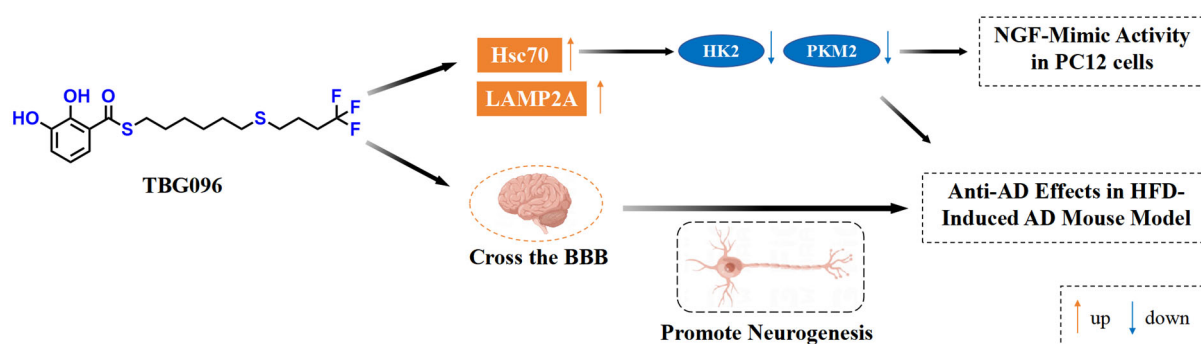 OH
HO
O
S
S
F
F
F
TBG096
Hsc70
LAMP2A
HK2
PKM2
NGF-Mimic Activity
in PC12 cells
Cross the BBB
Promote Neurogenesis
Anti-AD Effects in HFD-
Induced AD Mouse Model
up
down